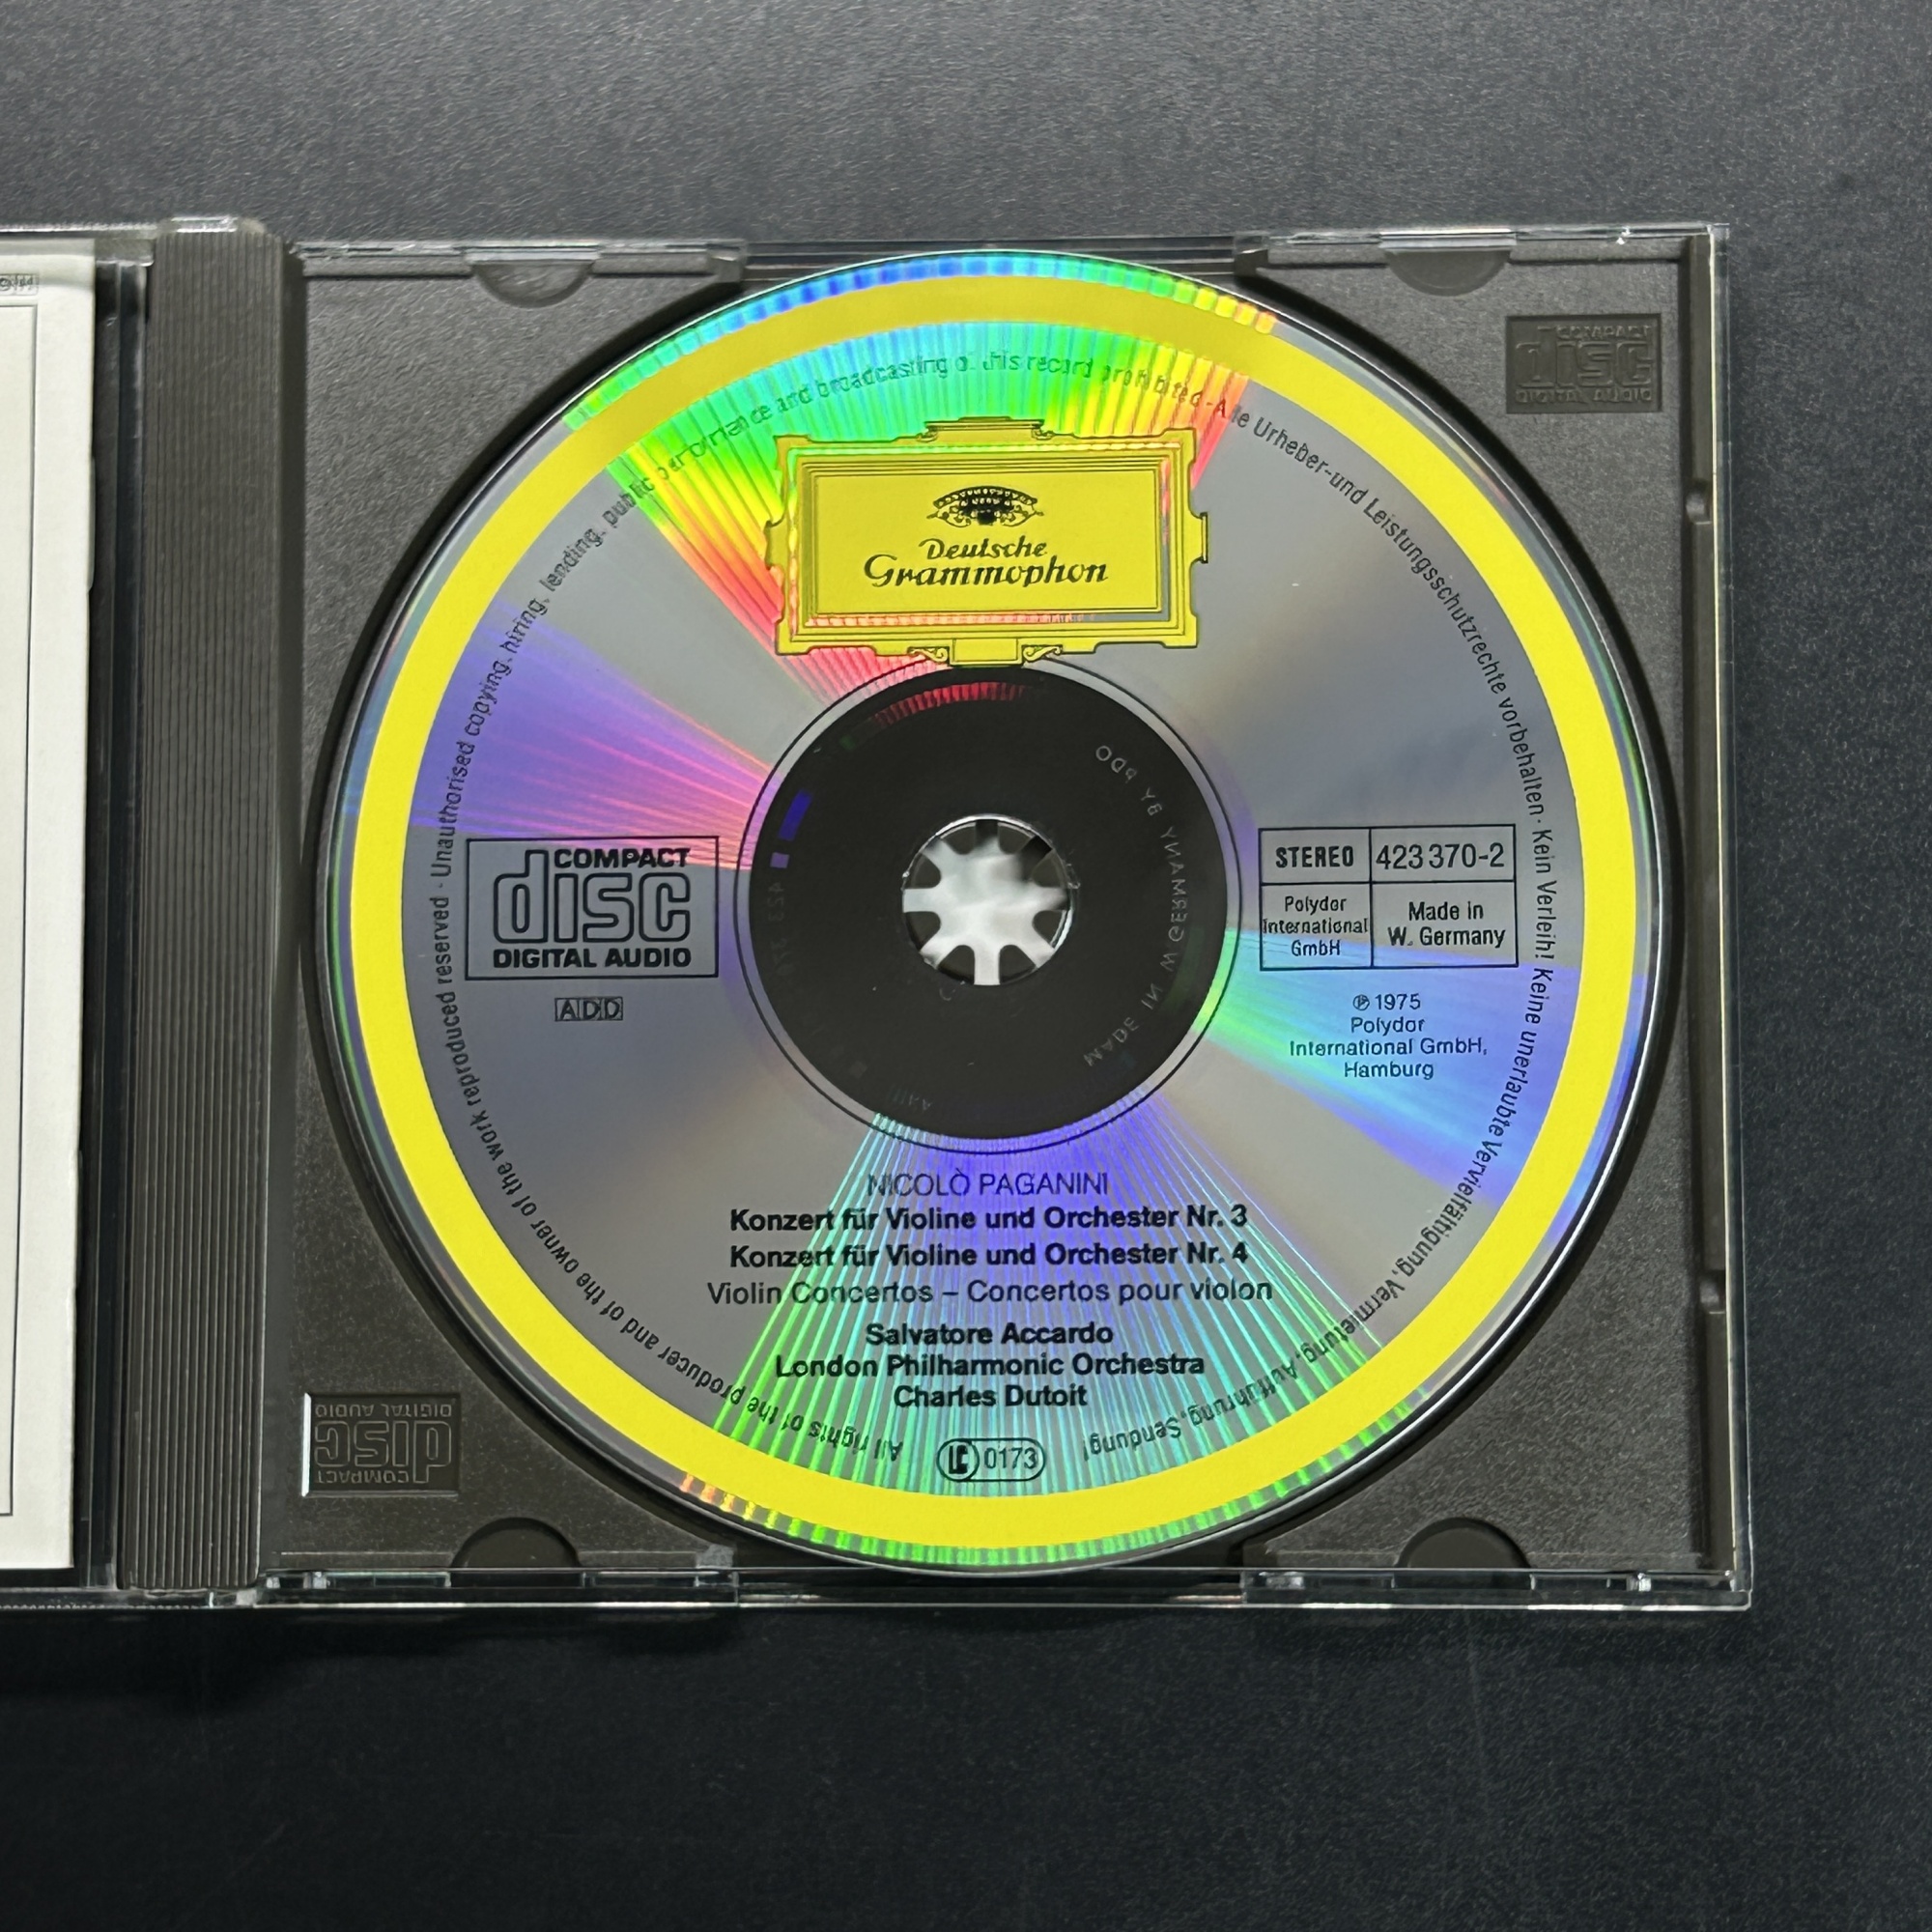 Deutsche
Grammophon
All rights of the producer and of the owner of the work reproduced reserved · Unauthorised copying, hiring, lending, public performance and broadcasting of this record prohibited · Alle Urheber- und Leistungsschutzrechte vorbehalten · Kein Verleih! Keine unerlaubte Vervielfältigung, Vermietung, Aufführung, Sendung!
COMPACT
disc
DIGITAL AUDIO
ADD
STEREO 423 370-2
Polydor
International
GmbH
Made in
W. Germany
℗ 1975
Polydor
International GmbH,
Hamburg
MADE IN W. GERMANY BY PDO
NICOLÒ PAGANINI
Konzert für Violine und Orchester Nr. 3
Konzert für Violine und Orchester Nr. 4
Violin Concertos – Concertos pour violon
Salvatore Accardo
London Philharmonic Orchestra
Charles Dutoit
LC 0173
COMPACT
disc
DIGITAL AUDIO
COMPACT
disc
DIGITAL AUDIO